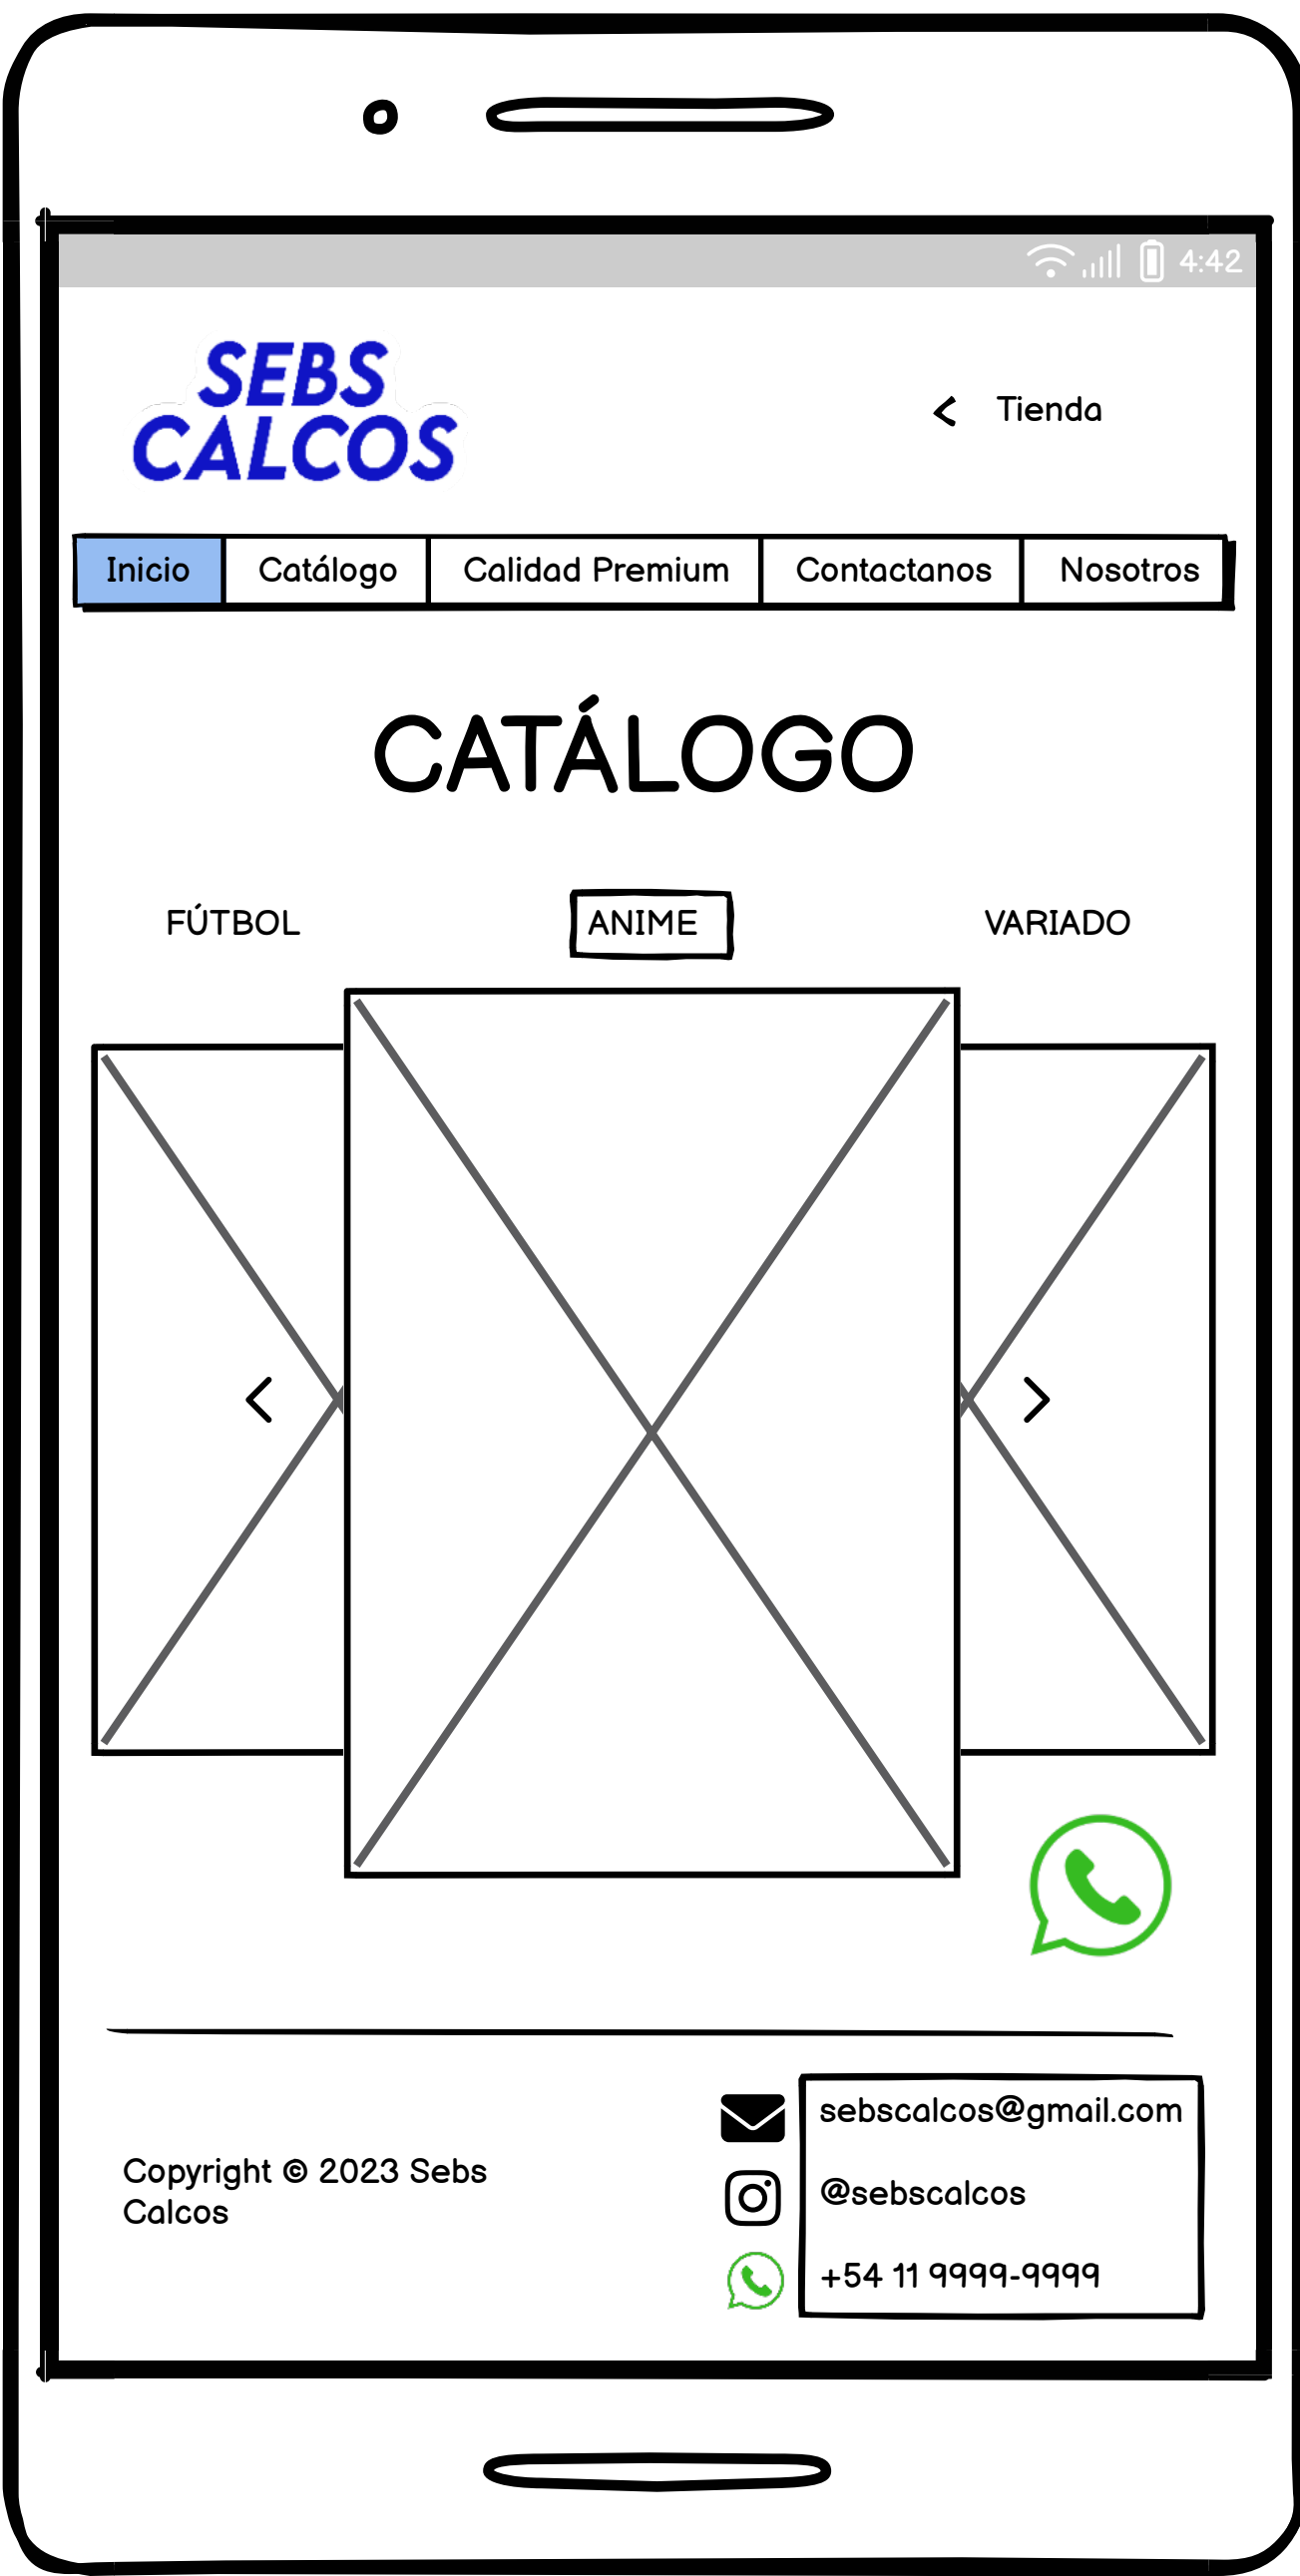 4:42
SEBS
CALCOS
Tienda
Inicio Catálogo Calidad Premium Contactanos Nosotros
CATÁLOGO
FÚTBOL ANIME VARIADO
sebscalcos@gmail.com
Copyright © 2023 Sebs
Calcos
@sebscalcos
+54 11 9999-9999